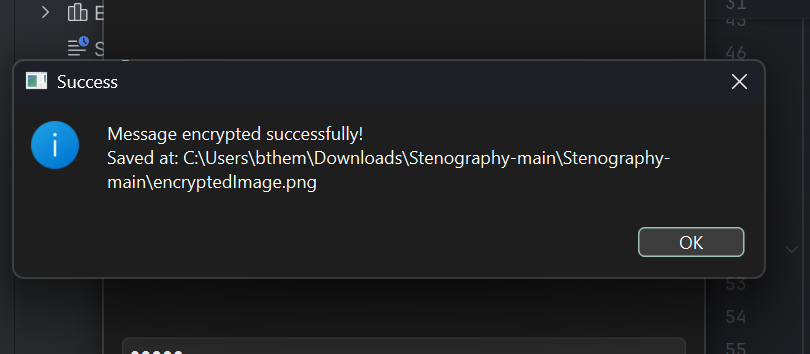 E
S
31
45
46
Success
Message encrypted successfully!
Saved at: C:\Users\bthem\Downloads\Stenography-main\Stenography-
main\encryptedImage.png
OK
53
54
55